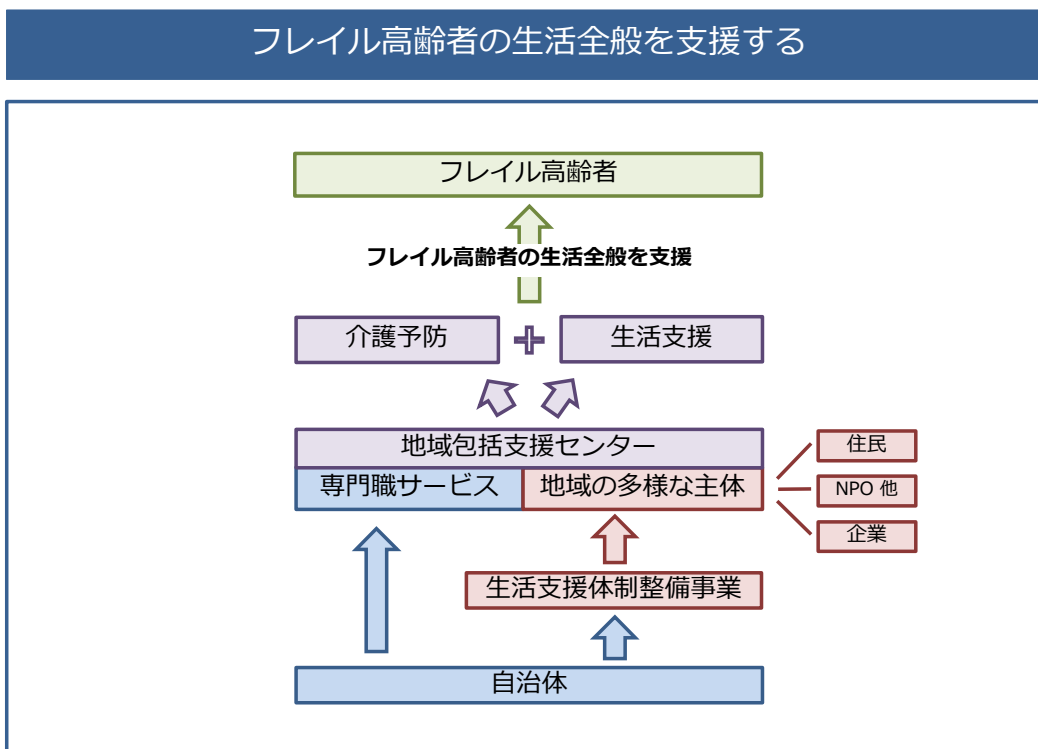 フレイル高齢者の生活全般を支援する
フレイル高齢者
フレイル高齢者の生活全般を支援
介護予防
生活支援
地域包括支援センター
専門職サービス
地域の多様な主体
住民
NPO 他
企業
生活支援体制整備事業
自治体